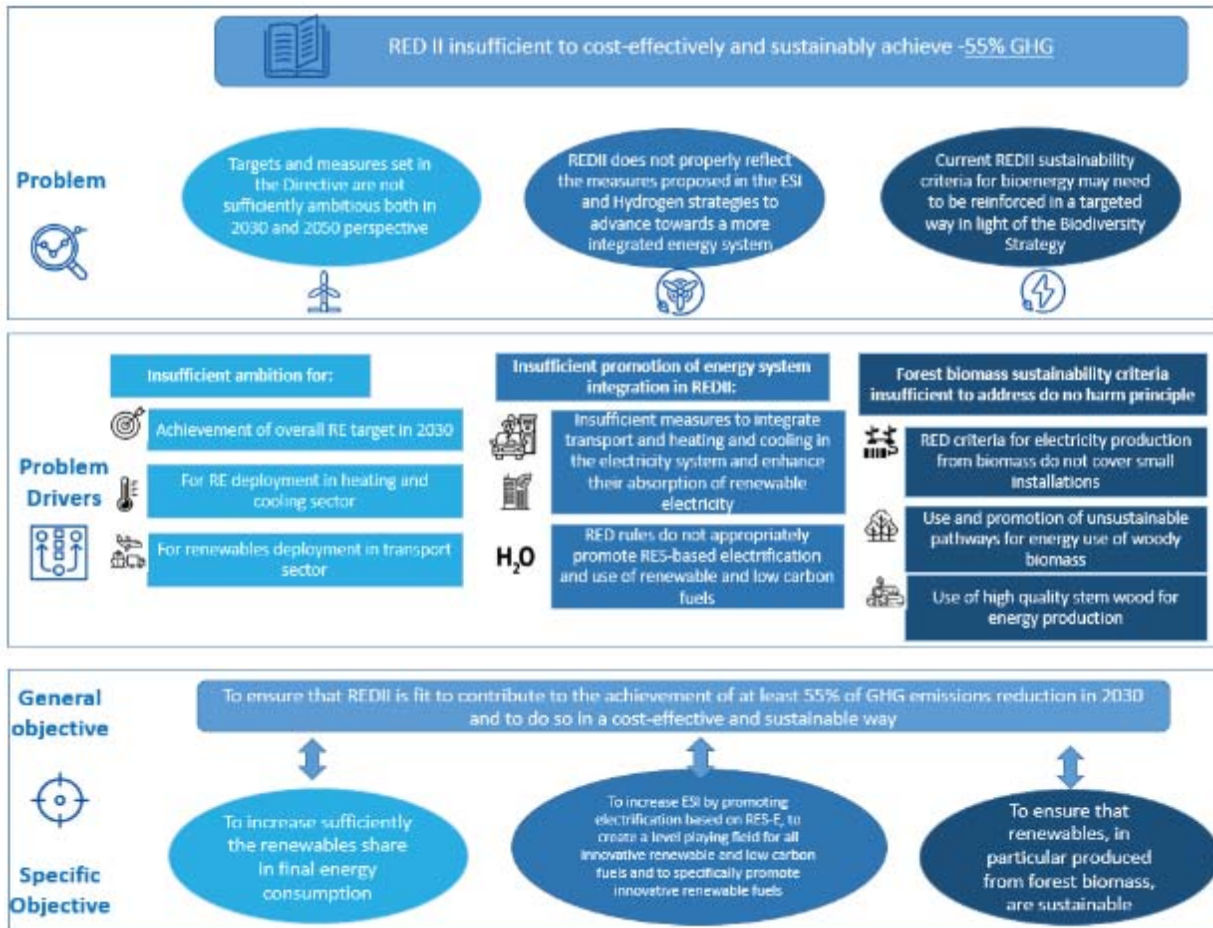 RED II insufficient to cost-effectively and sustainably achieve -55% GHG
Problem
Targets and measures set in
the Directive are not
sufficiently ambitious both in
2030 and 2050 perspective
REDII does not properly reflect
the measures proposed in the ESI
and Hydrogen strategies to
advance towards a more
integrated energy system
Current REDII sustainability
criteria for bioenergy may need
to be reinforced in a targeted
way in light of the Biodiversity
Strategy
Problem
Drivers
Insufficient ambition for:
Achievement of overall RE target in 2030
For RE deployment in heating and
cooling sector
For renewables deployment in transport
sector
Insufficient promotion of energy system
integration in REDII:
Insufficient measures to integrate
transport and heating and cooling in
the electricity system and enhance
their absorption of renewable
electricity
H₂O
RED rules do not appropriately
promote RES-based electrification
and use of renewable and low carbon
fuels
Forest biomass sustainability criteria
insufficient to address do no harm principle
RED criteria for electricity production
from biomass do not cover small
installations
Use and promotion of unsustainable
pathways for energy use of woody
biomass
Use of high quality stem wood for
energy production
General
objective
To ensure that REDII is fit to contribute to the achievement of at least 55% of GHG emissions reduction in 2030
and to do so in a cost-effective and sustainable way
Specific
Objective
To increase sufficiently
the renewables share
in final energy
consumption
To increase ESI by promoting
electrification based on RES-E, to
create a level playing field for all
innovative renewable and low carbon
fuels and to specifically promote
innovative renewable fuels
To ensure that
renewables, in
particular produced
from forest biomass,
are sustainable